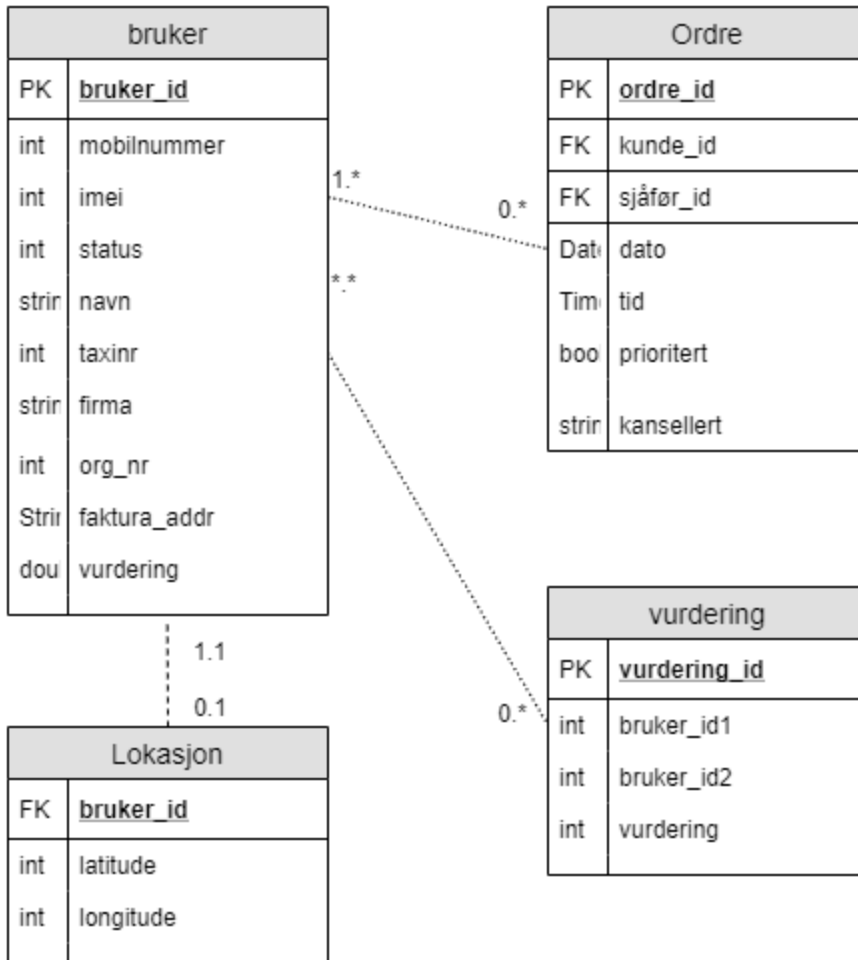 bruker
PK bruker_id
int mobilnummer
int imei
int status
strin navn
int taxinr
strin firma
int org_nr
Strin faktura_addr
dou vurdering
1.*
0.*
*.*
0.*
1.1
0.1
Ordre
PK ordre_id
FK kunde_id
FK sjåfør_id
Date dato
Time tid
bool prioritert
strin kansellert
vurdering
PK vurdering_id
int bruker_id1
int bruker_id2
int vurdering
Lokasjon
FK bruker_id
int latitude
int longitude